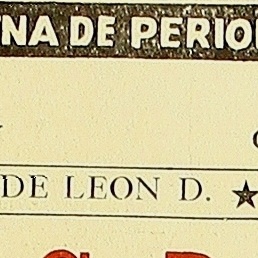 NA DE PERIO
DE LEON D. ★